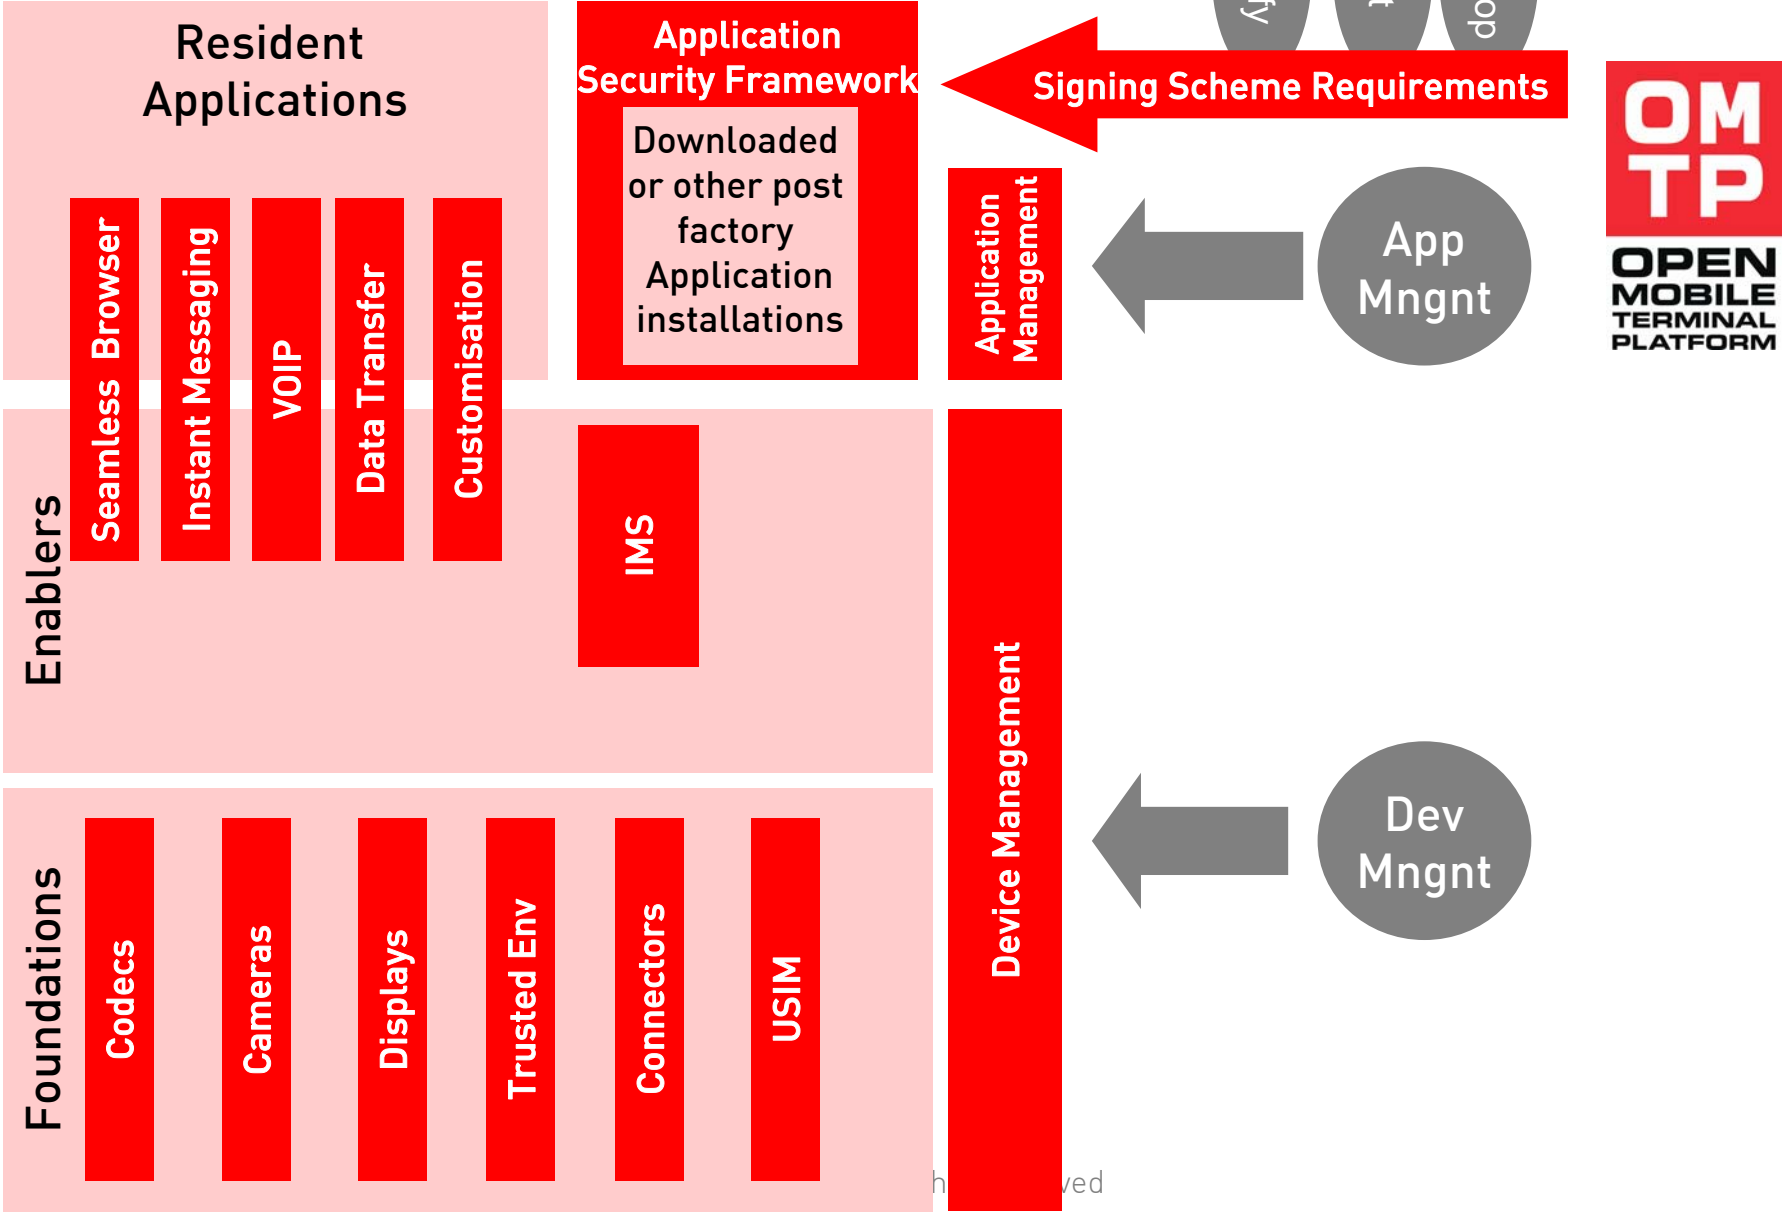 Resident
Applications
Application
Security Framework
Signing Scheme Requirements
Downloaded
or other post
factory
Application
installations
Application
Management
App
Mngnt
OM
TP
OPEN
MOBILE
TERMINAL
PLATFORM
Seamless Browser
Instant Messaging
VOIP
Data Transfer
Customisation
Enablers
IMS
Device Management
Dev
Mngnt
Foundations
Codecs
Cameras
Displays
Trusted Env
Connectors
USIM